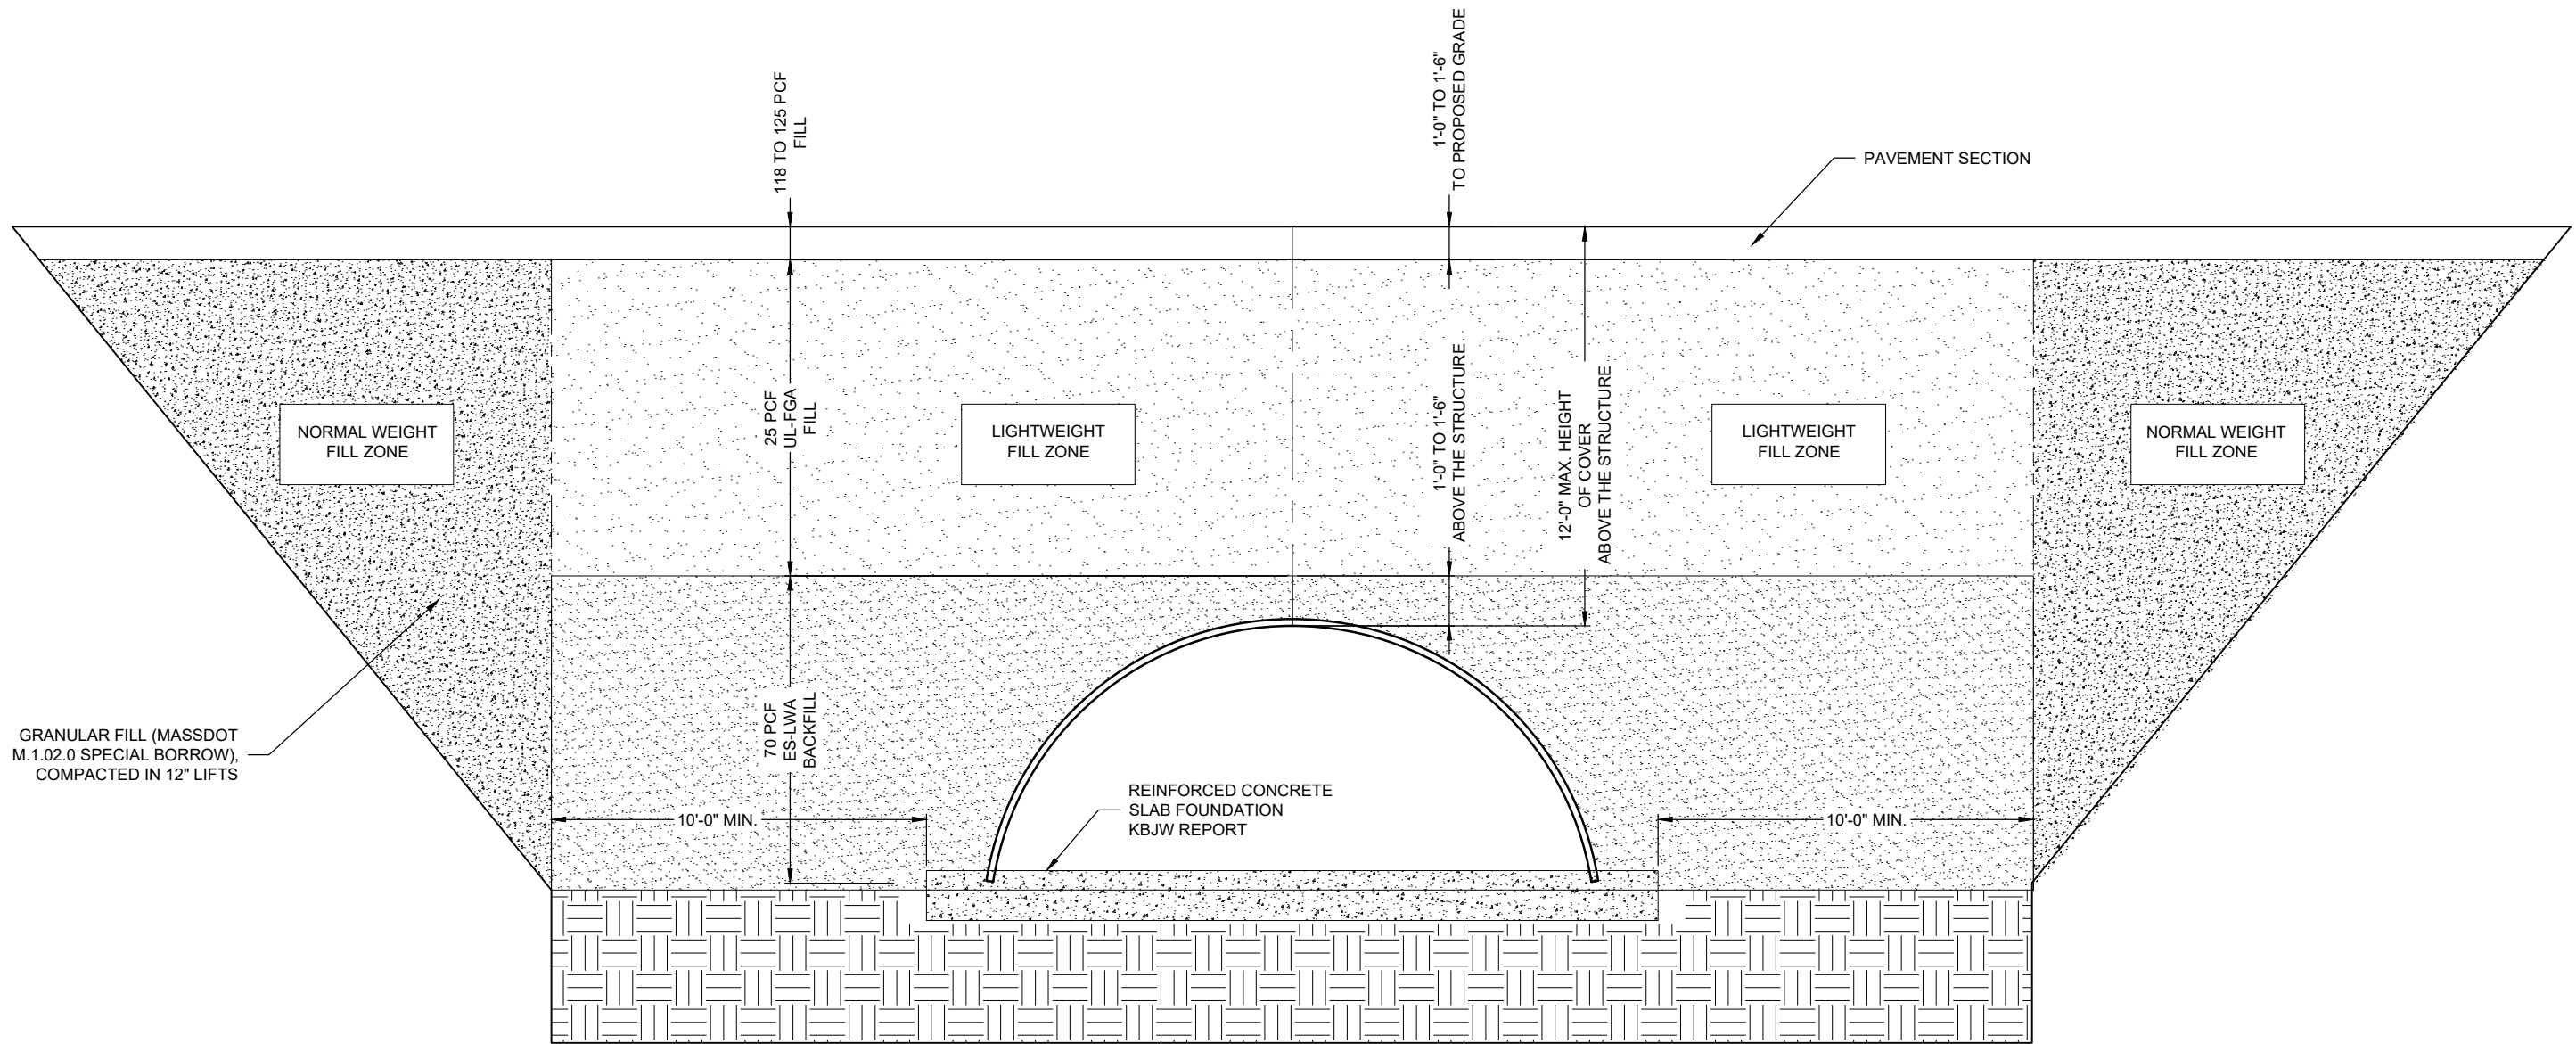 118 TO 125 PCF
FILL
1'-0" TO 1'-6"
TO PROPOSED GRADE
PAVEMENT SECTION
NORMAL WEIGHT
FILL ZONE
25 PCF
UL-FGA
FILL
LIGHTWEIGHT
FILL ZONE
1'-0" TO 1'-6"
ABOVE THE STRUCTURE
12'-0" MAX. HEIGHT
OF COVER
ABOVE THE STRUCTURE
LIGHTWEIGHT
FILL ZONE
NORMAL WEIGHT
FILL ZONE
GRANULAR FILL (MASSDOT
M.1.02.0 SPECIAL BORROW),
COMPACTED IN 12" LIFTS
70 PCF
ES-LWA
BACKFILL
10'-0" MIN.
REINFORCED CONCRETE
SLAB FOUNDATION
KBJW REPORT
10'-0" MIN.